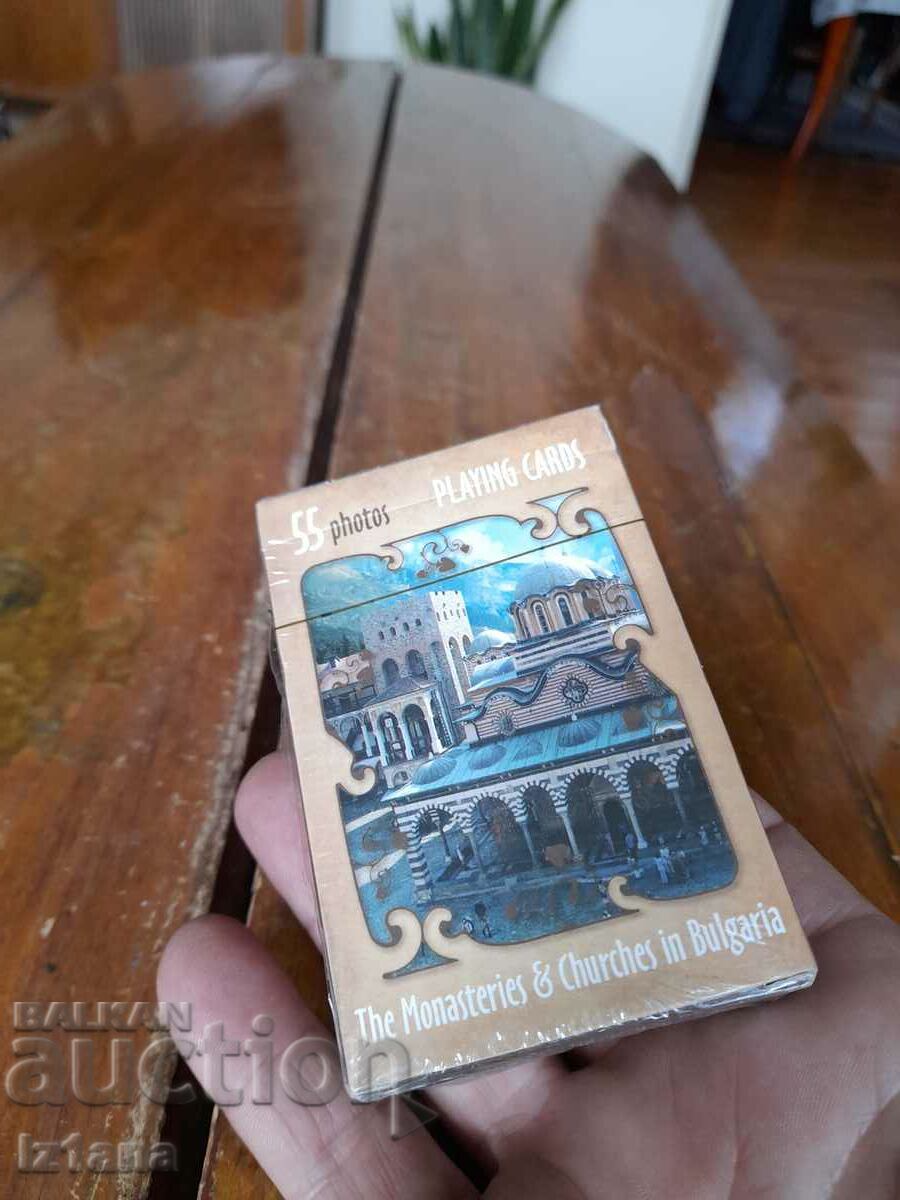 PLAYING CARDS
55 photos
The Monasteries & Churches in Bulgaria
BALKAN
auction
Iz1ana